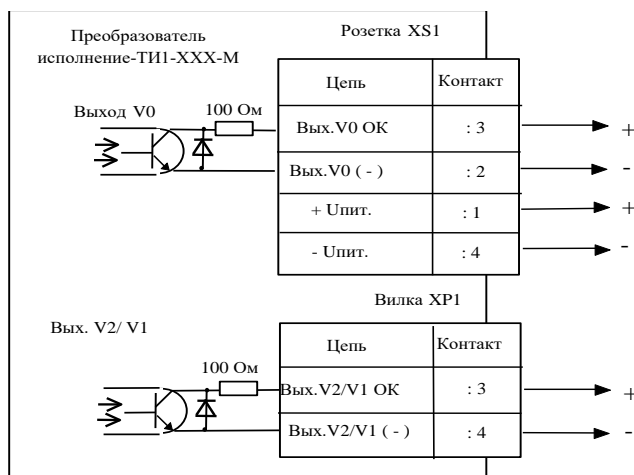 Преобразователь
исполнение-ТИ1-ХХХ-М
Розетка XS1
Цепь Контакт
Выход V0
100 Ом
Вых.V0 ОК : 3 +
Вых.V0 ( - ) : 2 -
+ Uпит. : 1 +
- Uпит. : 4 -
Вилка ХР1
Вых. V2/ V1
Цепь Контакт
100 Ом
Вых.V2/V1 ОК : 3 +
Вых.V2/V1 ( - ) : 4 -